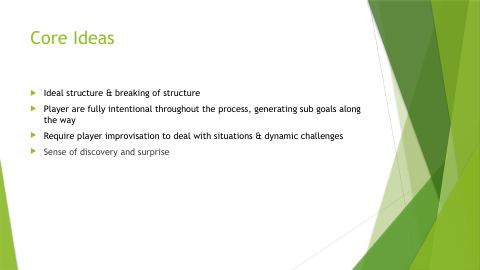 Core Ideas
Ideal structure & breaking of structure
Player are fully intentional throughout the process, generating sub goals along
the way
Require player improvisation to deal with situations & dynamic challenges
Sense of discovery and surprise